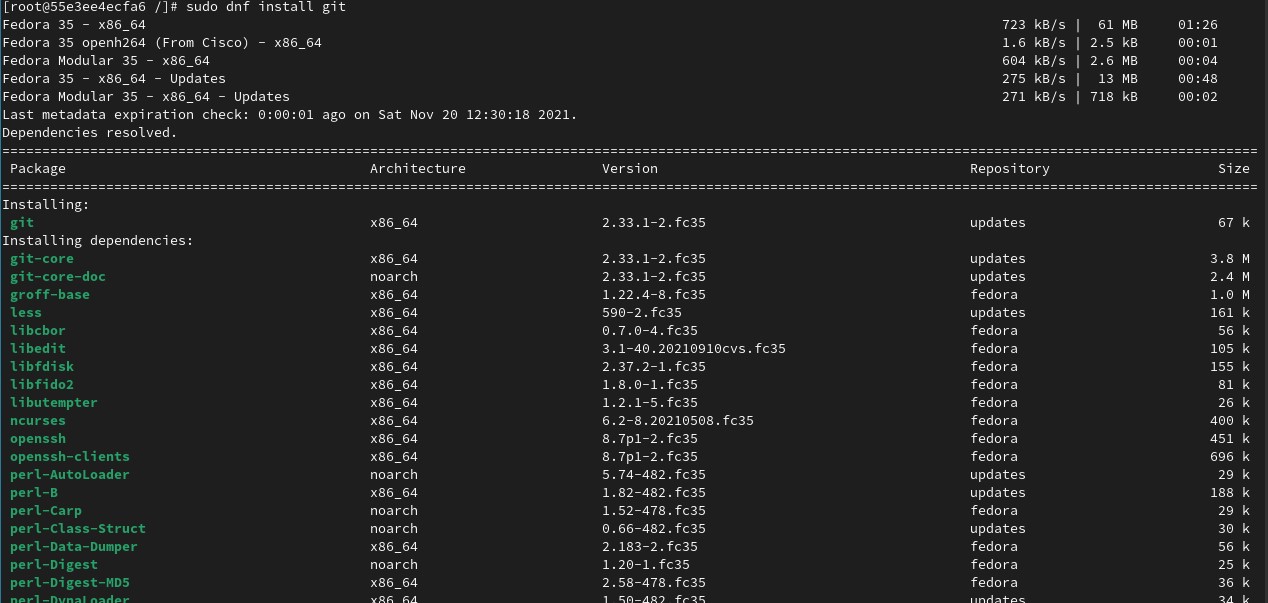 [root@55e3ee4ecfa6 /]# sudo dnf install git
Fedora 35 - x86_64 723 kB/s | 61 MB 01:26
Fedora 35 openh264 (From Cisco) - x86_64 1.6 kB/s | 2.5 kB 00:01
Fedora Modular 35 - x86_64 604 kB/s | 2.6 MB 00:04
Fedora 35 - x86_64 - Updates 275 kB/s | 13 MB 00:48
Fedora Modular 35 - x86_64 - Updates 271 kB/s | 718 kB 00:02
Last metadata expiration check: 0:00:01 ago on Sat Nov 20 12:30:18 2021.
Dependencies resolved.
Package Architecture Version Repository Size
Installing:
git x86_64 2.33.1-2.fc35 updates 67 k
Installing dependencies:
git-core x86_64 2.33.1-2.fc35 updates 3.8 M
git-core-doc noarch 2.33.1-2.fc35 updates 2.4 M
groff-base x86_64 1.22.4-8.fc35 fedora 1.0 M
less x86_64 590-2.fc35 updates 161 k
libcbor x86_64 0.7.0-4.fc35 fedora 56 k
libedit x86_64 3.1-40.20210910cvs.fc35 fedora 105 k
libfdisk x86_64 2.37.2-1.fc35 fedora 155 k
libfido2 x86_64 1.8.0-1.fc35 fedora 81 k
libutempter x86_64 1.2.1-5.fc35 fedora 26 k
ncurses x86_64 6.2-8.20210508.fc35 fedora 400 k
openssh x86_64 8.7p1-2.fc35 fedora 451 k
openssh-clients x86_64 8.7p1-2.fc35 fedora 696 k
perl-AutoLoader noarch 5.74-482.fc35 updates 29 k
perl-B x86_64 1.82-482.fc35 updates 188 k
perl-Carp noarch 1.52-478.fc35 fedora 29 k
perl-Class-Struct noarch 0.66-482.fc35 updates 30 k
perl-Data-Dumper x86_64 2.183-2.fc35 fedora 56 k
perl-Digest noarch 1.20-1.fc35 fedora 25 k
perl-Digest-MD5 x86_64 2.58-478.fc35 fedora 36 k
perl-DynaLoader x86_64 1.50-482.fc35 updates 34 k